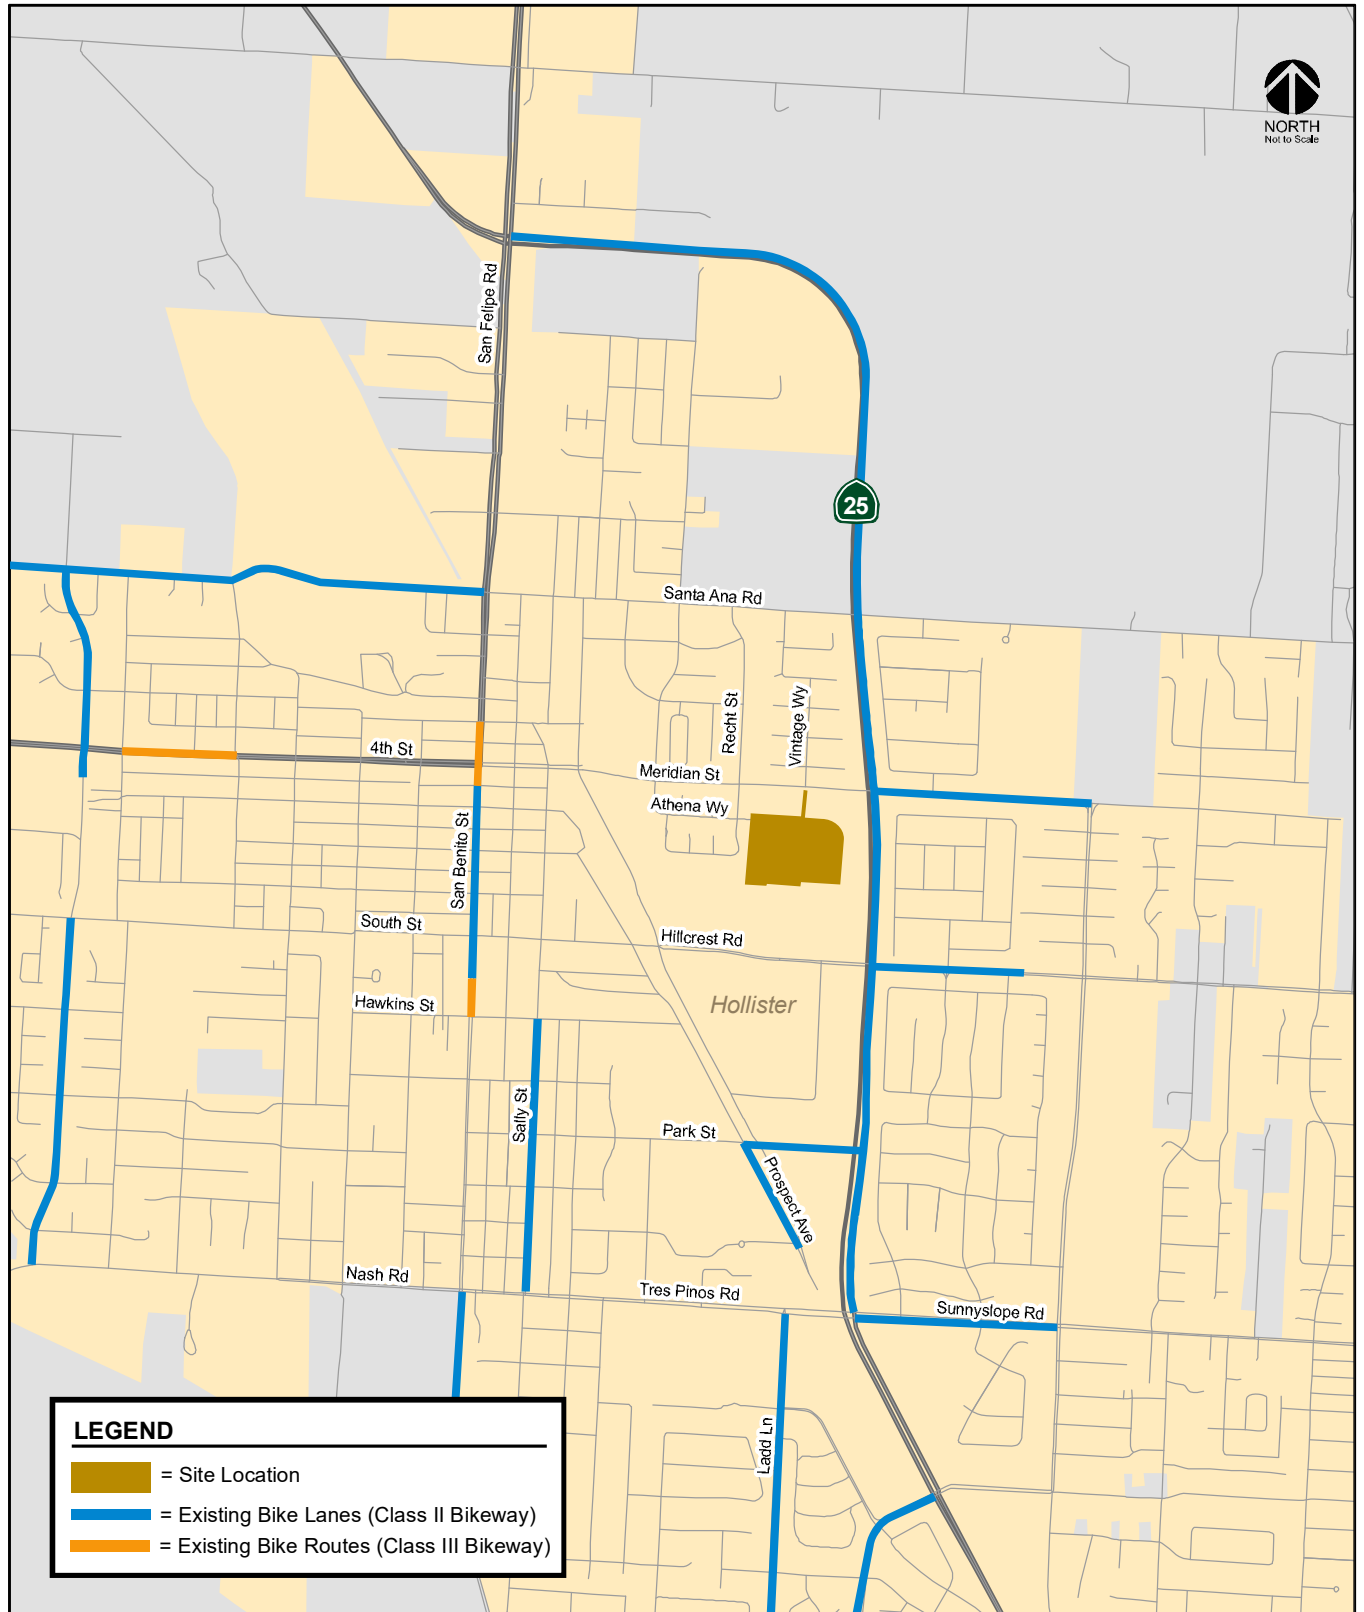 NORTH
Not to Scale
San Felipe Rd
25
Santa Ana Rd
Recht St
Vintage Wy
4th St
Meridian St
Athena Wy
San Benito St
South St
Hillcrest Rd
Hawkins St
Hollister
Sally St
Park St
Prospect Ave
Nash Rd
Tres Pinos Rd
Sunnyslope Rd
Ladd Ln
LEGEND
= Site Location
= Existing Bike Lanes (Class II Bikeway)
= Existing Bike Routes (Class III Bikeway)